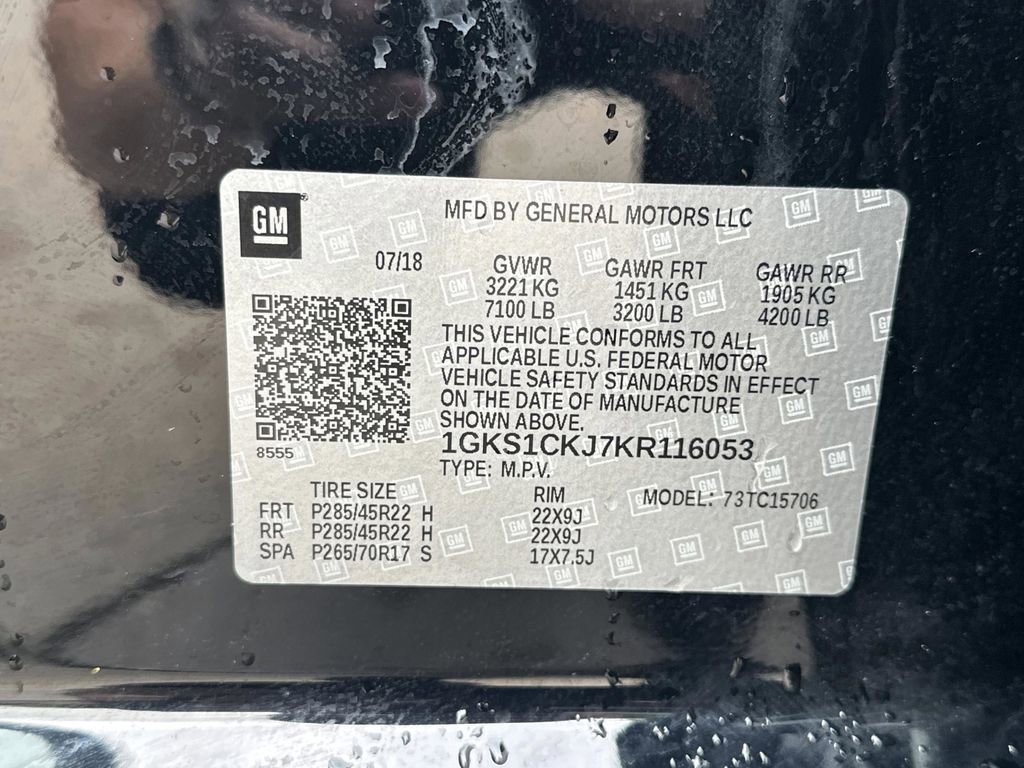 GM
MFD BY GENERAL MOTORS LLC
07/18
GVWR GAWR FRT GAWR RR
3221 KG 1451 KG 1905 KG
7100 LB 3200 LB 4200 LB
THIS VEHICLE CONFORMS TO ALL
APPLICABLE U.S. FEDERAL MOTOR
VEHICLE SAFETY STANDARDS IN EFFECT
ON THE DATE OF MANUFACTURE
SHOWN ABOVE.
1GKS1CKJ7KR116053
8555
TYPE: M.P.V.
TIRE SIZE RIM MODEL: 73TC15706
FRT P285/45R22 H 22X9J
RR P285/45R22 H 22X9J
SPA P265/70R17 S 17X7.5J